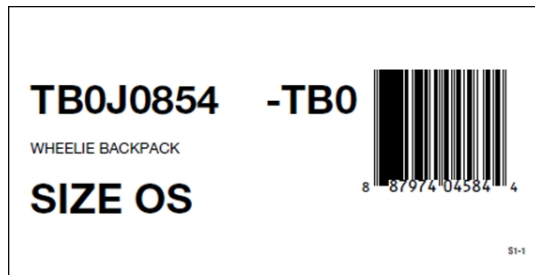 TB0J0854 -TB0
WHEELIE BACKPACK
SIZE OS
8 87974 04584 4
S1-1